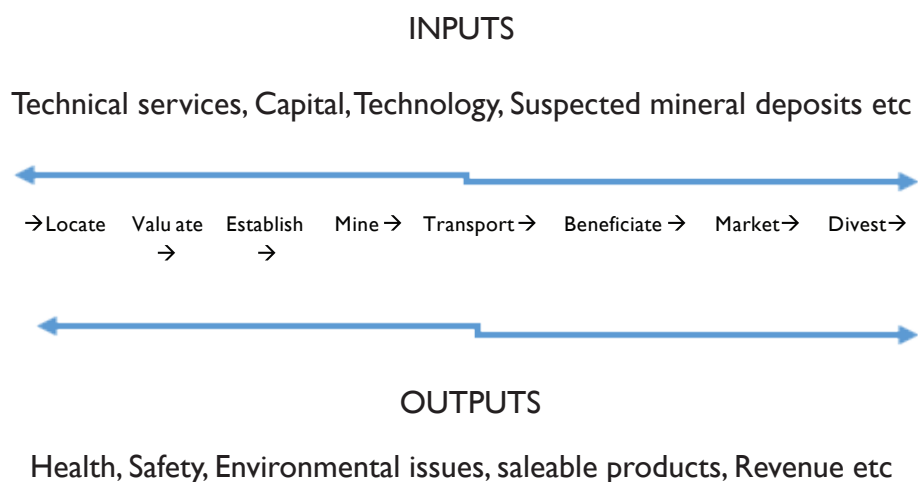 INPUTS
Technical services, Capital, Technology, Suspected mineral deposits etc
→Locate Valu ate → Establish → Mine → Transport → Beneficiate → Market→ Divest→
OUTPUTS
Health, Safety, Environmental issues, saleable products, Revenue etc